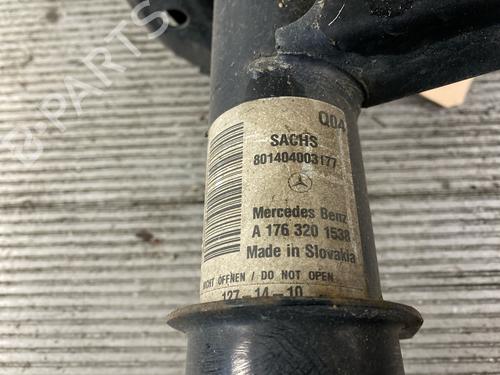 Q04
SACHS
801404003177
Mercedes Benz
A 176 320 1538
Made in Slovakia
NICHT ÖFFNEN / DO NOT OPEN
127-14-10
PARTS